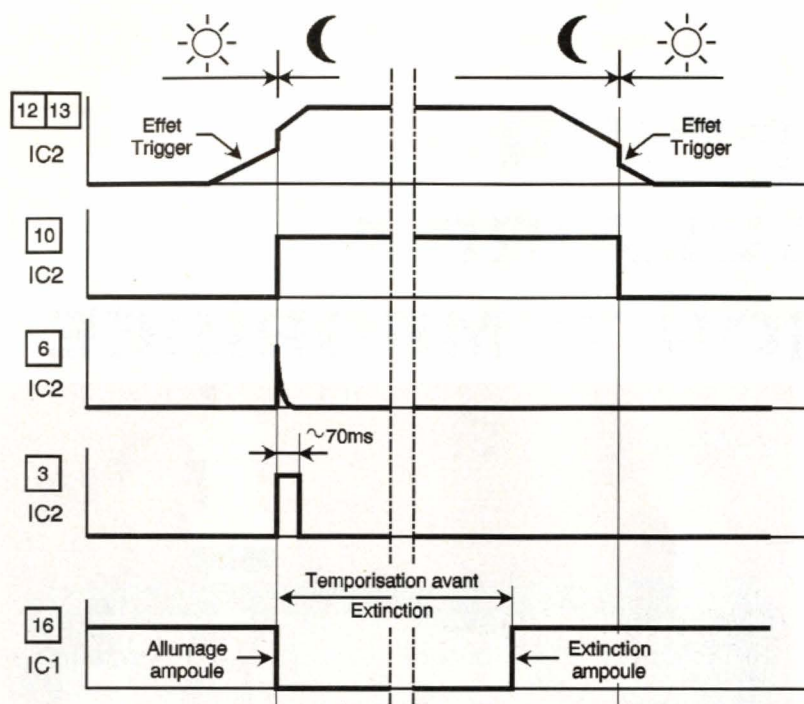 12 13
IC2
Effet
Trigger
Effet
Trigger
10
IC2
6
IC2
~70ms
3
IC2
Temporisation avant
Extinction
16
IC1
Allumage
ampoule
Extinction
ampoule